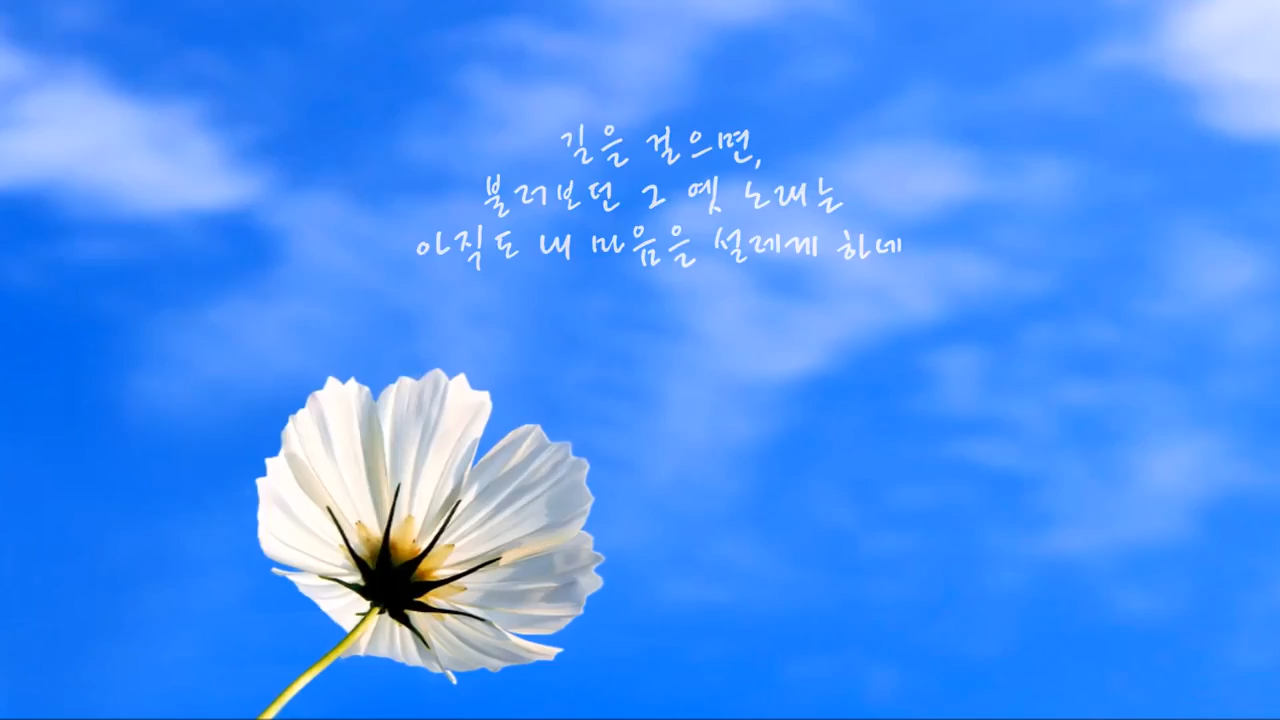 길을 걸으면,
불러보던 그 옛 노래는
아직도 내 마음을 설레게 하네